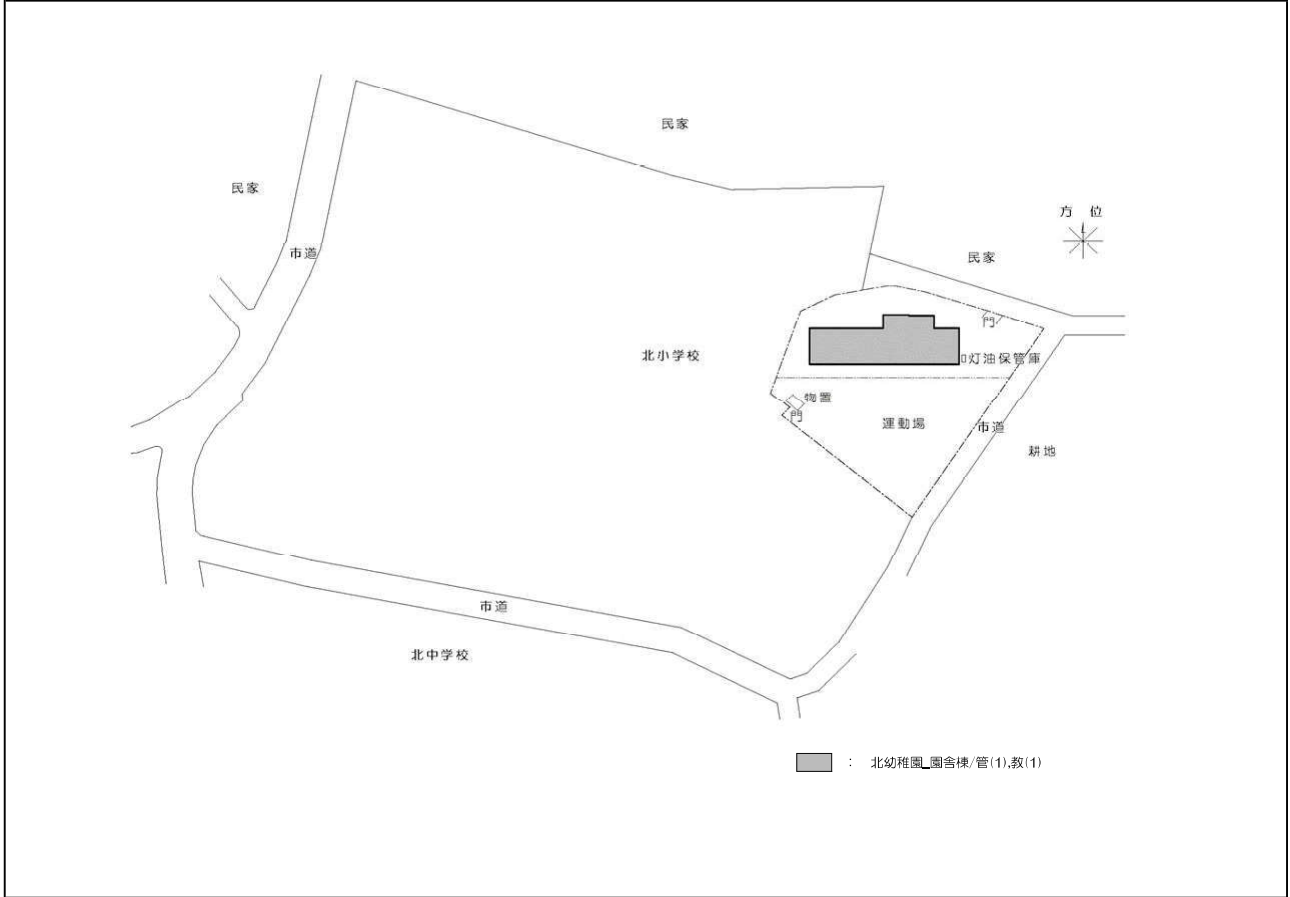 民家
民家
方 位
市道
民家
門
北小学校
灯油保管庫
物置
門
運動場
市道
耕地
市道
北中学校
： 北幼稚園_園舎棟/管(1),教(1)